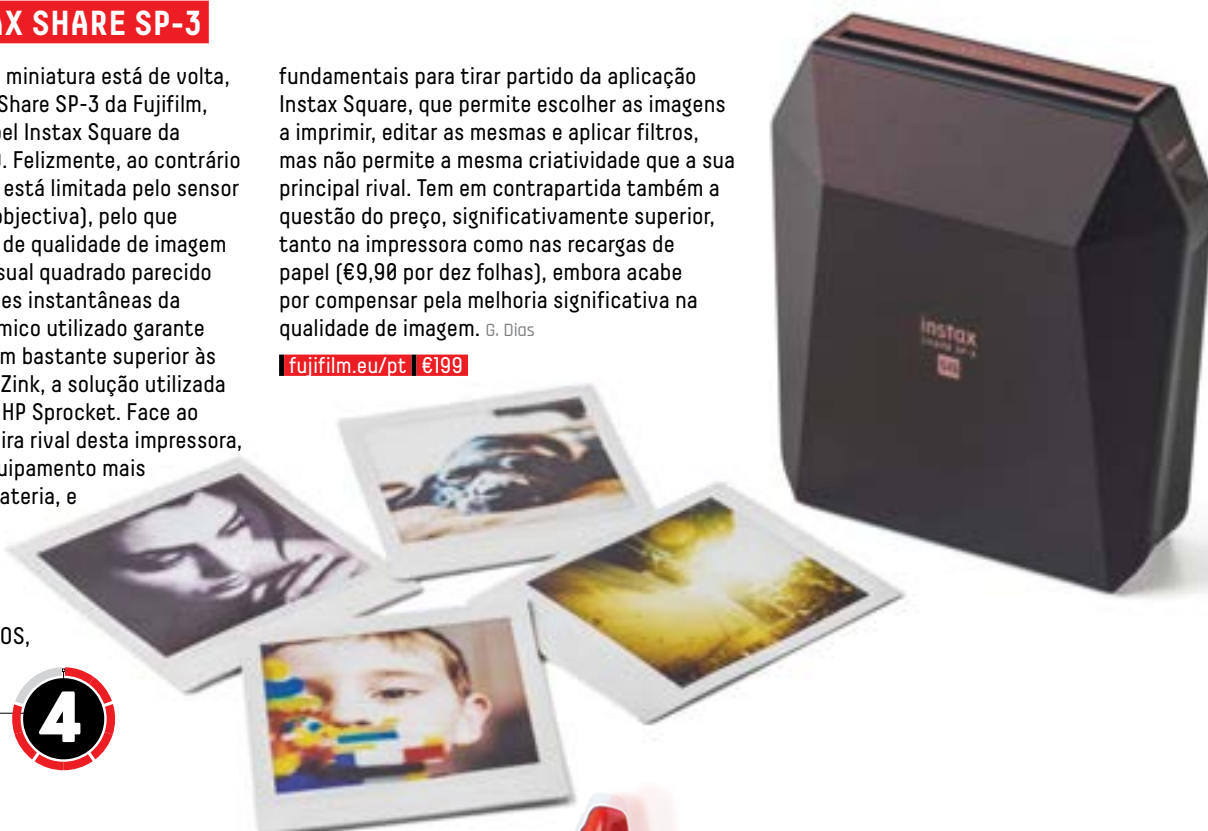 AX SHARE SP-3
miniatura está de volta,
Share SP-3 da Fujifilm,
pel Instax Square da
. Felizmente, ao contrário
está limitada pelo sensor
objectiva), pelo que
de qualidade de imagem
sual quadrado parecido
es instantâneas da
mico utilizado garante
m bastante superior às
Zink, a solução utilizada
HP Sprocket. Face ao
ira rival desta impressora,
uipamento mais
ateria, e
OS,
4
fundamentais para tirar partido da aplicação
Instax Square, que permite escolher as imagens
a imprimir, editar as mesmas e aplicar filtros,
mas não permite a mesma criatividade que a sua
principal rival. Tem em contrapartida também a
questão do preço, significativamente superior,
tanto na impressora como nas recargas de
papel (€9,90 por dez folhas), embora acabe
por compensar pela melhoria significativa na
qualidade de imagem. G. Dias
fujifilm.eu/pt €199
instax
SHARE SP-3